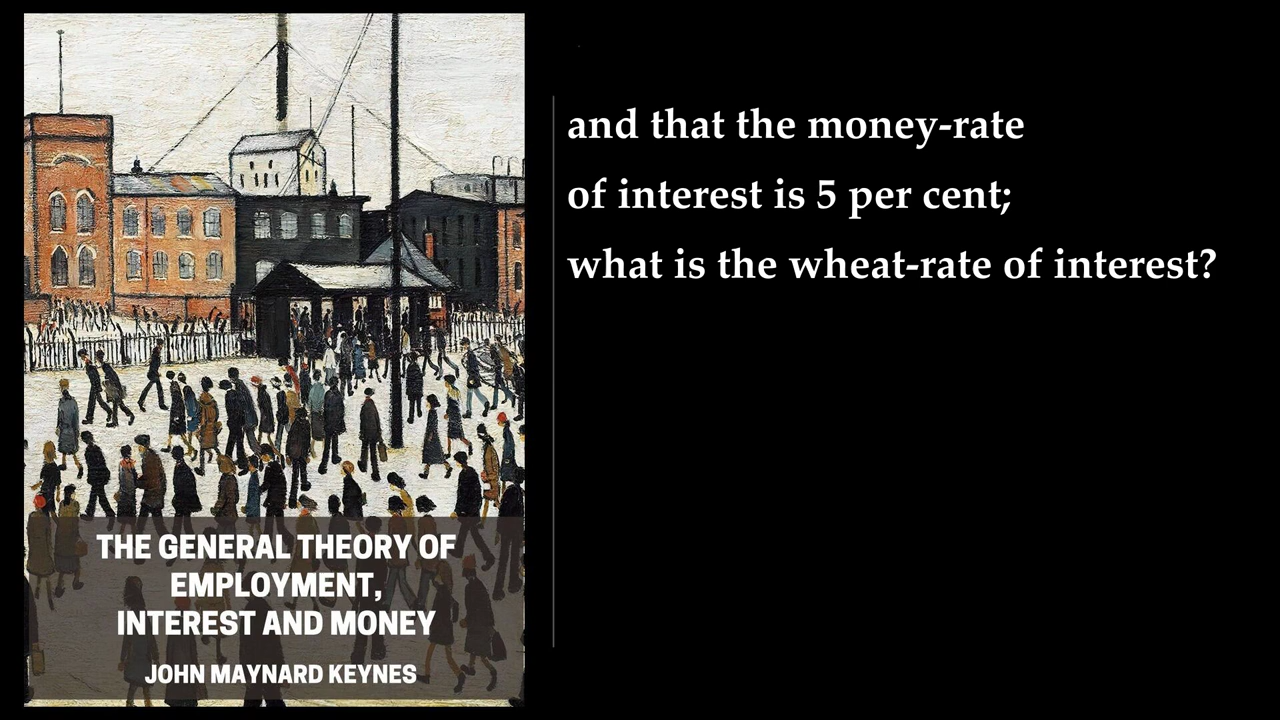 and that the money-rate
of interest is 5 per cent;
what is the wheat-rate of interest?
THE GENERAL THEORY OF
EMPLOYMENT,
INTEREST AND MONEY
JOHN MAYNARD KEYNES